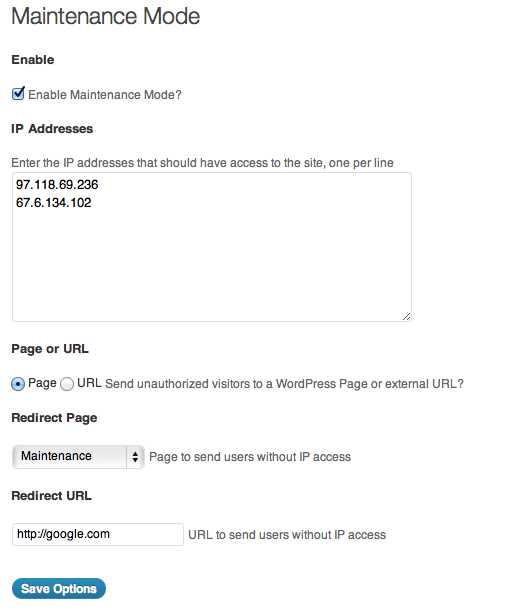 Maintenance Mode
Enable
Enable Maintenance Mode?
IP Addresses
Enter the IP addresses that should have access to the site, one per line
97.118.69.236
67.6.134.102
Page or URL
Page URL Send unauthorized visitors to a WordPress Page or external URL?
Redirect Page
Maintenance Page to send users without IP access
Redirect URL
http://google.com URL to send users without IP access
Save Options